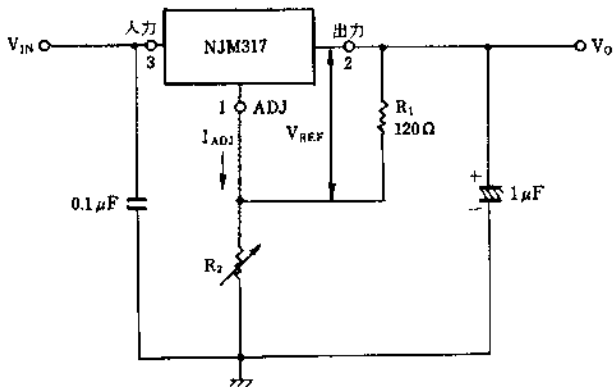 V_IN
入力
3
NJM317
出力
2
V_O
1
ADJ
I_ADJ
V_REF
R_1
120Ω
0.1μF
R_2
+
−
1μF